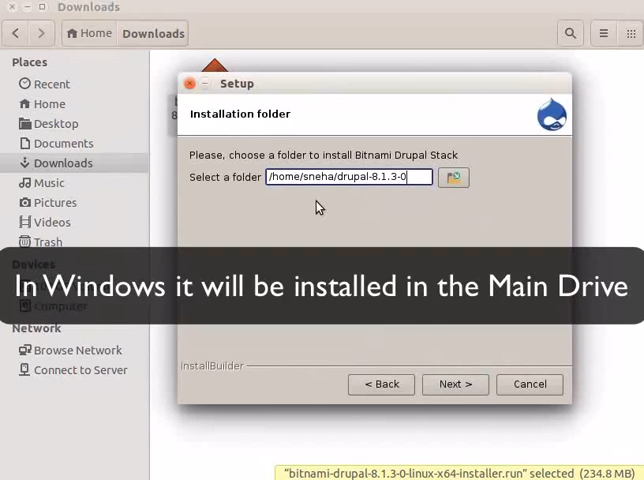 Downloads
Home
Downloads
Places
Recent
Home
Desktop
Documents
Downloads
Music
Pictures
Videos
Trash
Devices
Computer
Network
Browse Network
Connect to Server
Setup
Installation folder
Please, choose a folder to install Bitnami Drupal Stack
Select a folder /home/sneha/drupal-8.1.3-0
In Windows it will be installed in the Main Drive
InstallBuilder
< Back Next > Cancel
"bitnami-drupal-8.1.3-0-linux-x64-installer.run" selected (234.8 MB)